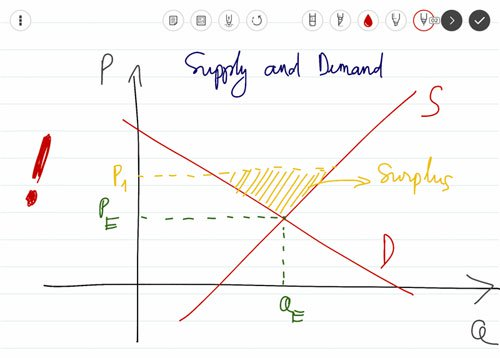 Supply and Demand
P
S
P1
Surplus
PE
D
QE
Q